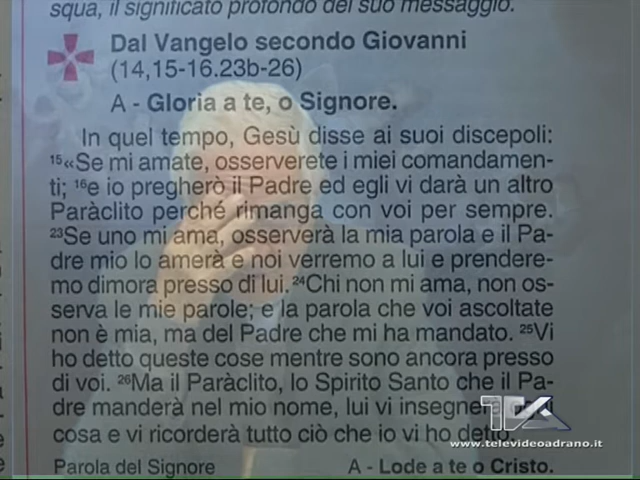 squa, il significato profondo del suo messaggio.
Dal Vangelo secondo Giovanni
(14,15-16.23b-26)
A - Gloria a te, o Signore.
In quel tempo, Gesù disse ai suoi discepoli:
15«Se mi amate, osserverete i miei comandamen-
ti; 16e io pregherò il Padre ed egli vi darà un altro
Paràclito perché rimanga con voi per sempre.
23Se uno mi ama, osserverà la mia parola e il Pa-
dre mio lo amerà e noi verremo a lui e prendere-
mo dimora presso di lui. 24Chi non mi ama, non os-
serva le mie parole; e la parola che voi ascoltate
non è mia, ma del Padre che mi ha mandato. 25Vi
ho detto queste cose mentre sono ancora presso
di voi. 26Ma il Paràclito, lo Spirito Santo che il Pa-
dre manderà nel mio nome, lui vi insegnerà
cosa e vi ricorderà tutto ciò che io vi ho detto.
www.televideoadrano.it
Parola del Signore A - Lode a te o Cristo.